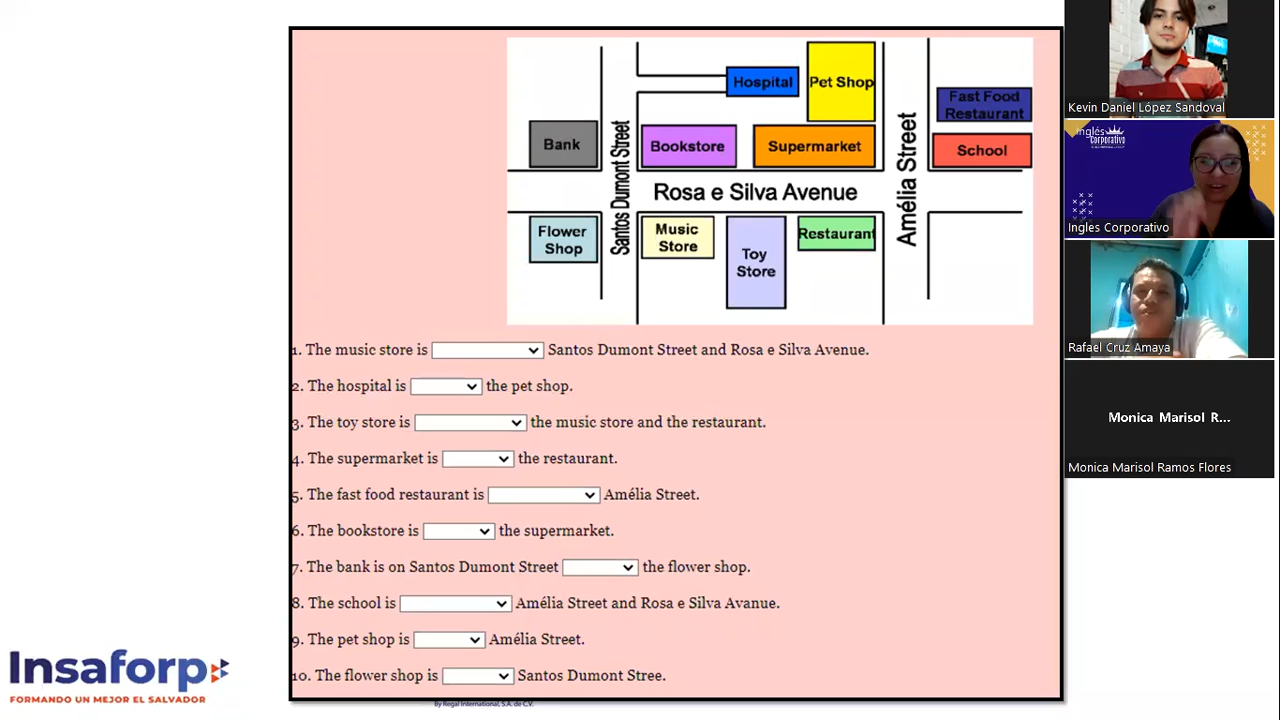 Hospital
Pet Shop
Fast Food
Restaurant
Bank
Bookstore
Supermarket
School
Santos Dumont Street
Rosa e Silva Avenue
Amélia Street
Flower
Shop
Music
Store
Toy
Store
Restaurant
1. The music store is Santos Dumont Street and Rosa e Silva Avenue.
2. The hospital is the pet shop.
3. The toy store is the music store and the restaurant.
4. The supermarket is the restaurant.
5. The fast food restaurant is Amélia Street.
6. The bookstore is the supermarket.
7. The bank is on Santos Dumont Street the flower shop.
8. The school is Amélia Street and Rosa e Silva Avanue.
9. The pet shop is Amélia Street.
10. The flower shop is Santos Dumont Stree.
Insaforp
FORMANDO UN MEJOR EL SALVADOR
By Regal International, S.A. de C.V.
Kevin Daniel López Sandoval
Inglés
Corporativo
Ingles Corporativo
Rafael Cruz Amaya
Monica Marisol R...
Monica Marisol Ramos Flores